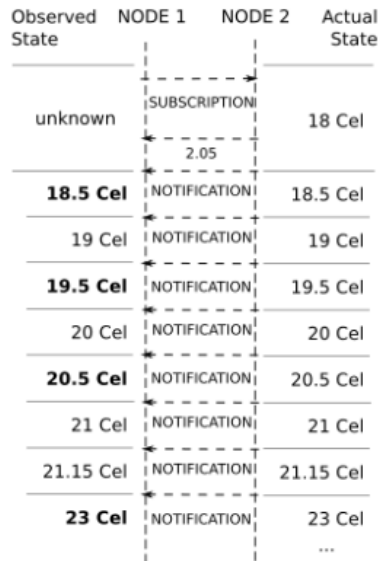 Observed State NODE 1 NODE 2 Actual State
SUBSCRIPTION
unknown 18 Cel
2.05
18.5 Cel NOTIFICATION 18.5 Cel
19 Cel NOTIFICATION 19 Cel
19.5 Cel NOTIFICATION 19.5 Cel
20 Cel NOTIFICATION 20 Cel
20.5 Cel NOTIFICATION 20.5 Cel
21 Cel NOTIFICATION 21 Cel
21.15 Cel NOTIFICATION 21.15 Cel
23 Cel NOTIFICATION 23 Cel
...